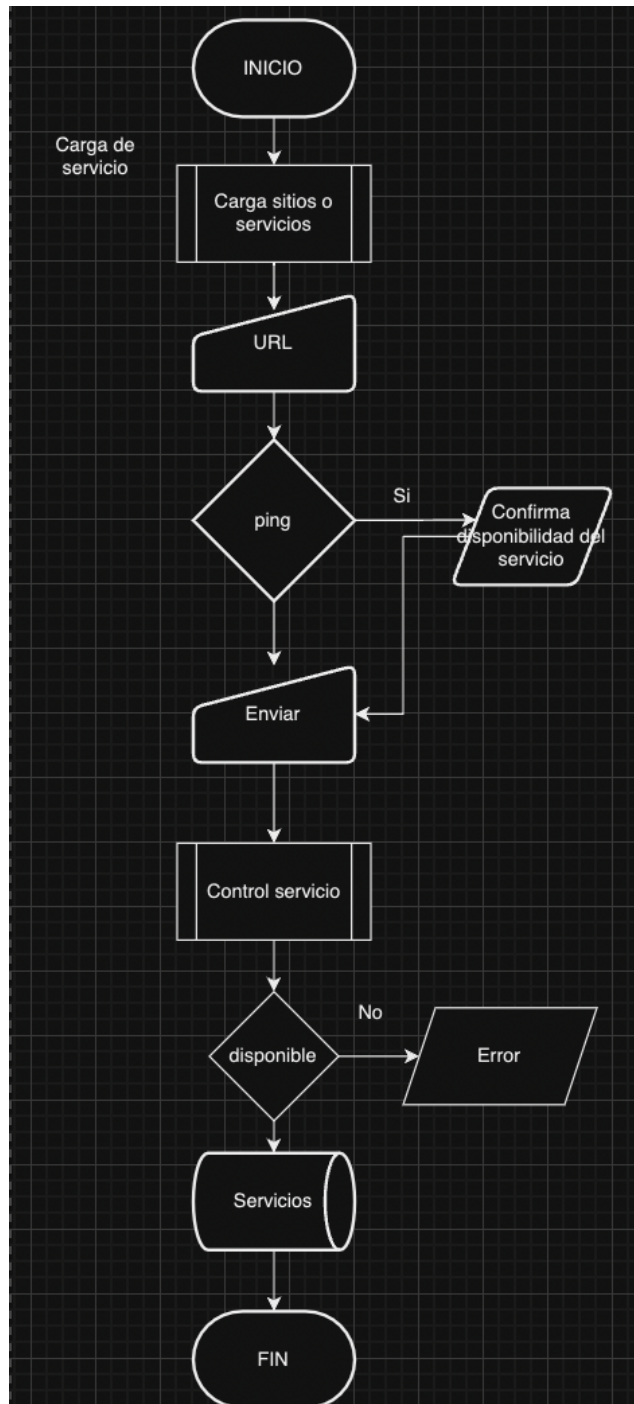 INICIO
Carga de
servicio
Carga sitios o
servicios
URL
ping
Si
Confirma
disponibilidad del
servicio
Enviar
Control servicio
disponible
No
Error
Servicios
FIN